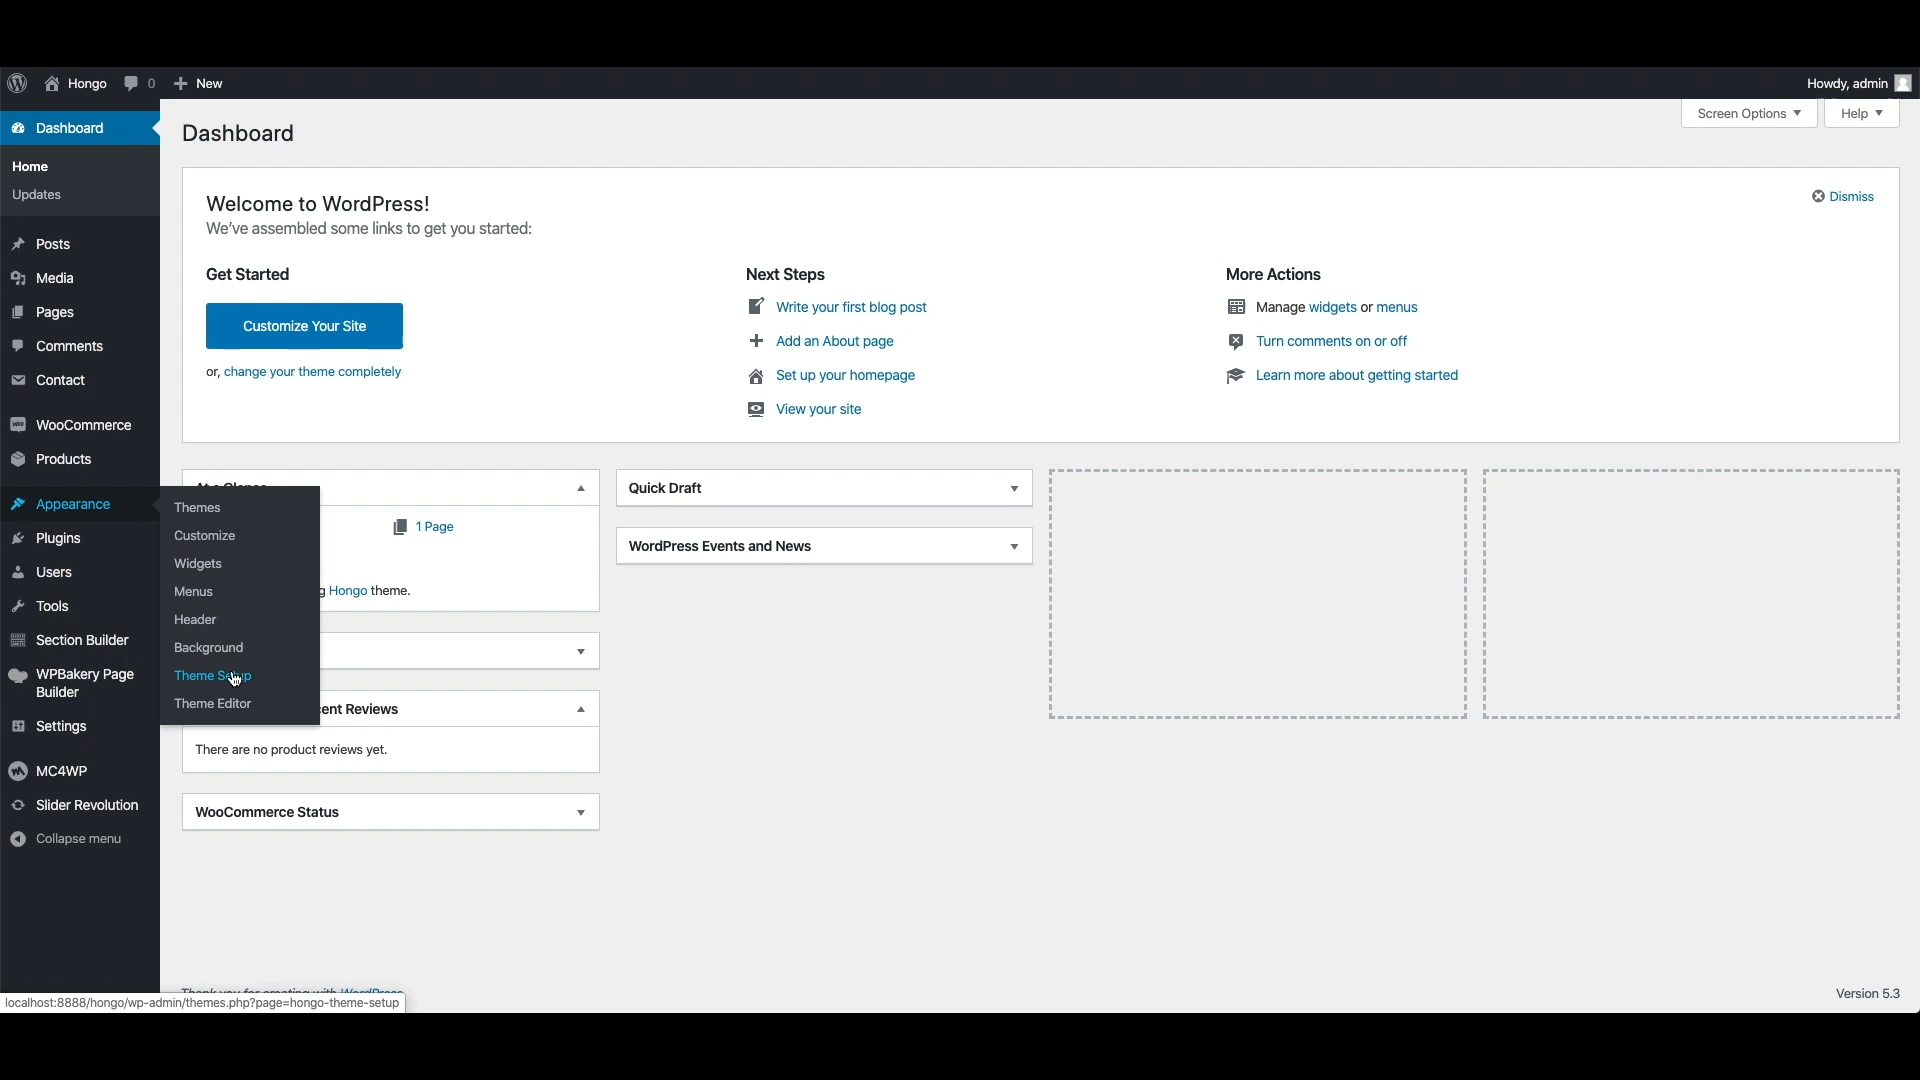 Hongo 0 New Howdy, admin
Screen Options Help
Dashboard
Home
Updates
Posts
Media
Pages
Comments
Contact
WooCommerce
Products
Appearance
Plugins
Users
Tools
Section Builder
WPBakery Page
Builder
Settings
MC4WP
Slider Revolution
Collapse menu
Themes
Customize
Widgets
Menus
Header
Background
Theme Setup
Theme Editor
Dashboard
Welcome to WordPress!
Dismiss
We've assembled some links to get you started:
Get Started
Customize Your Site
or, change your theme completely
Next Steps
Write your first blog post
Add an About page
Set up your homepage
View your site
More Actions
Manage widgets or menus
Turn comments on or off
Learn more about getting started
At a Glance
1 Page
g Hongo theme.
cent Reviews
There are no product reviews yet.
WooCommerce Status
Quick Draft
WordPress Events and News
Thank you for creating with WordPress
Version 5.3
localhost:8888/hongo/wp-admin/themes.php?page=hongo-theme-setup